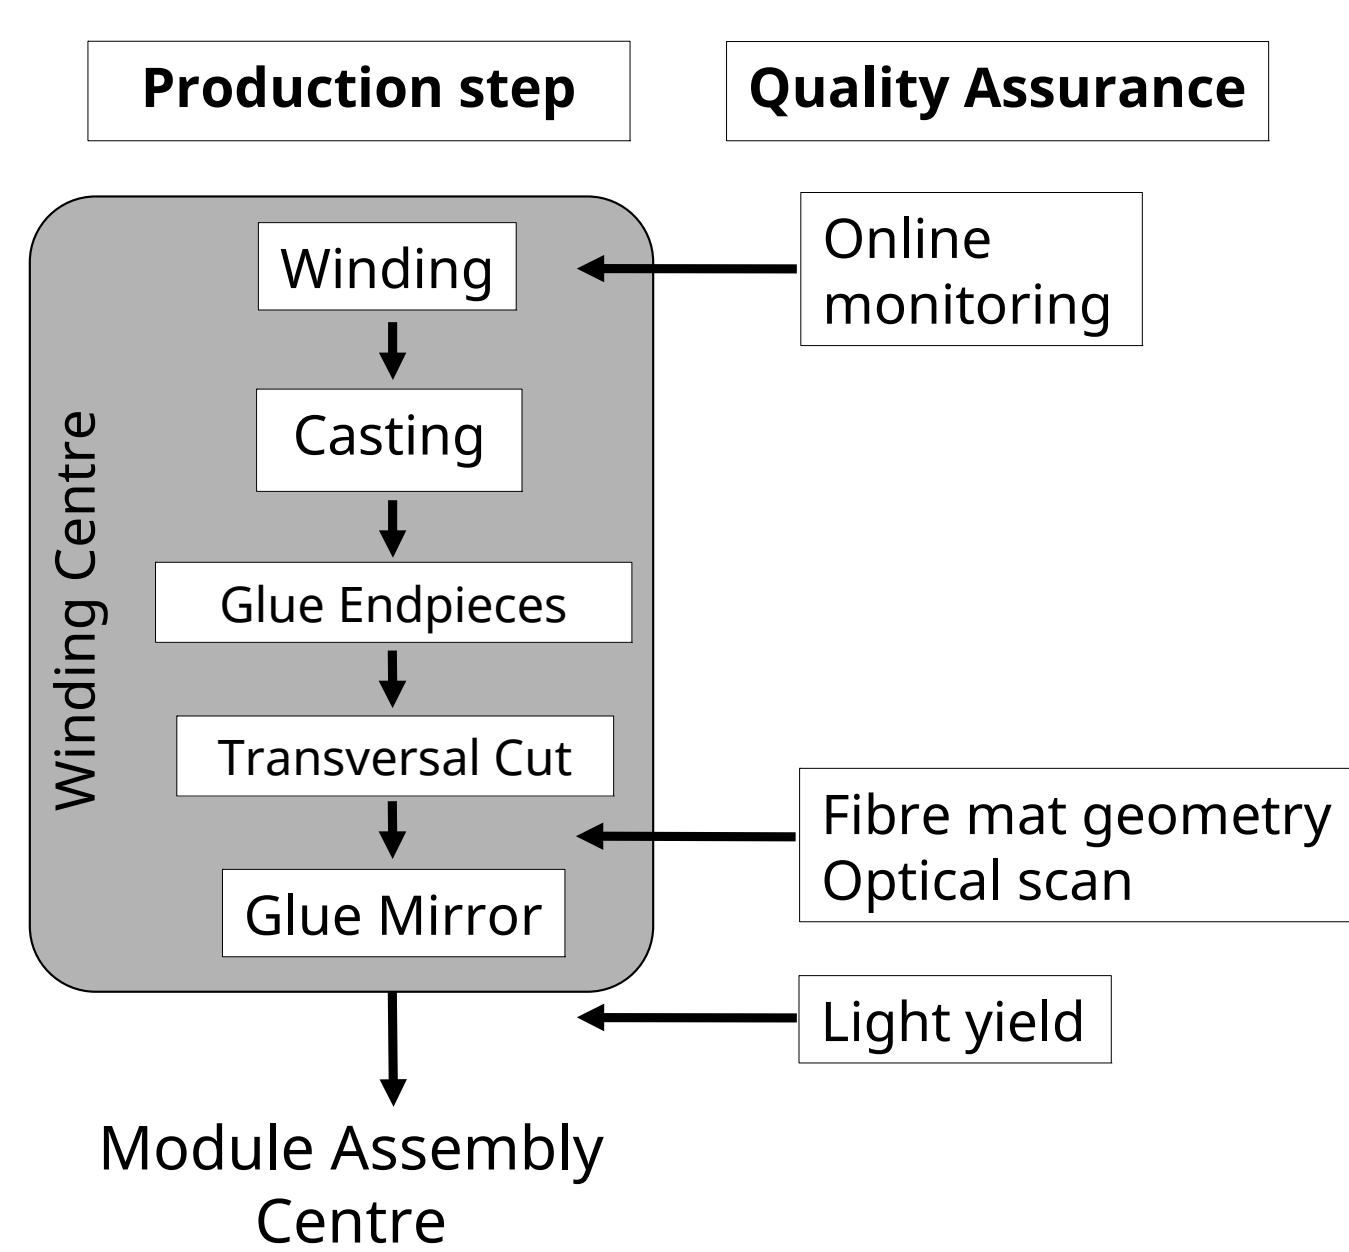 Production step
Quality Assurance
Winding Centre
Winding
Online
monitoring
Casting
Glue Endpieces
Transversal Cut
Fibre mat geometry
Optical scan
Glue Mirror
Light yield
Module Assembly
Centre